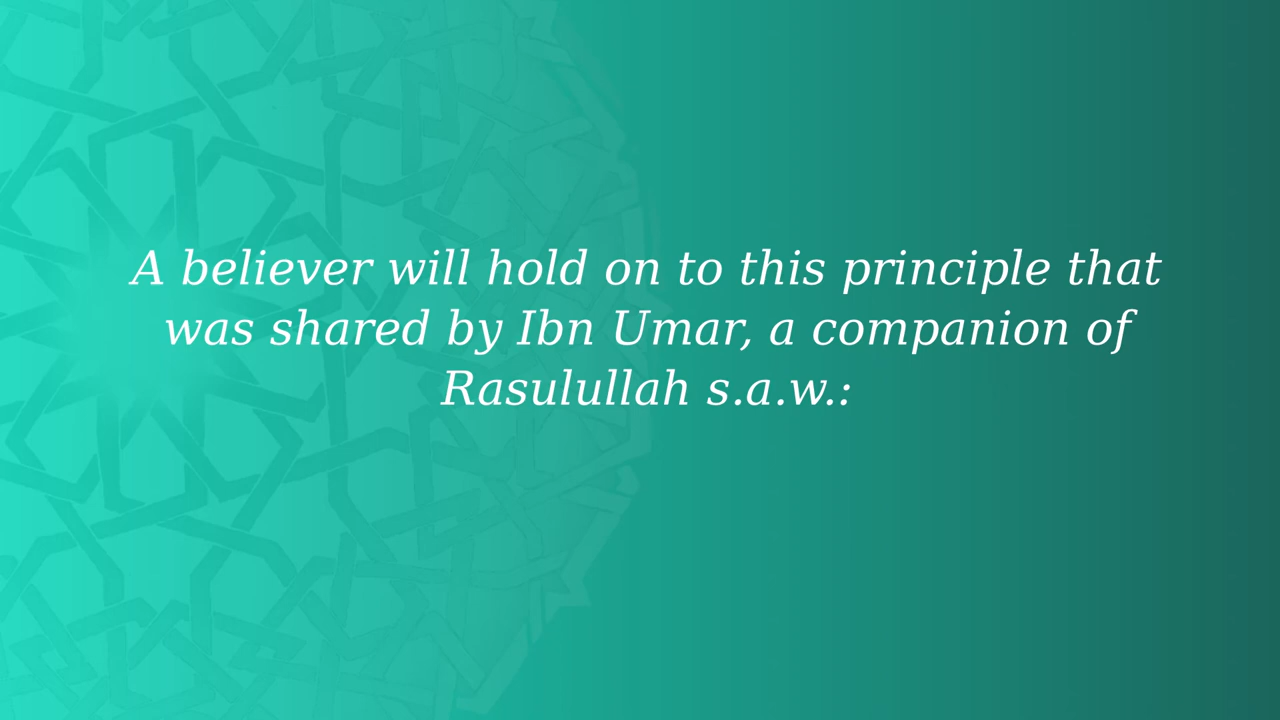 A believer will hold on to this principle that
was shared by Ibn Umar, a companion of
Rasulullah s.a.w.: